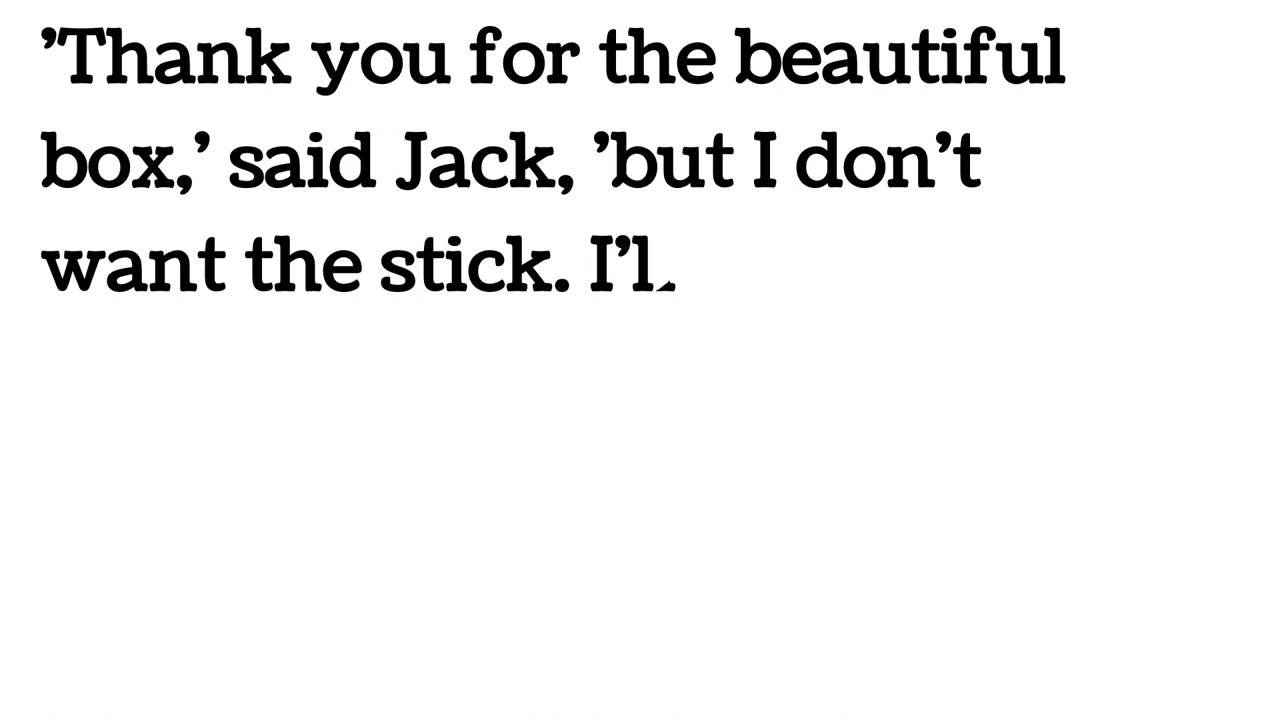 ’Thank you for the beautiful
box,’ said Jack, ’but I don’t
want the stick. I’l